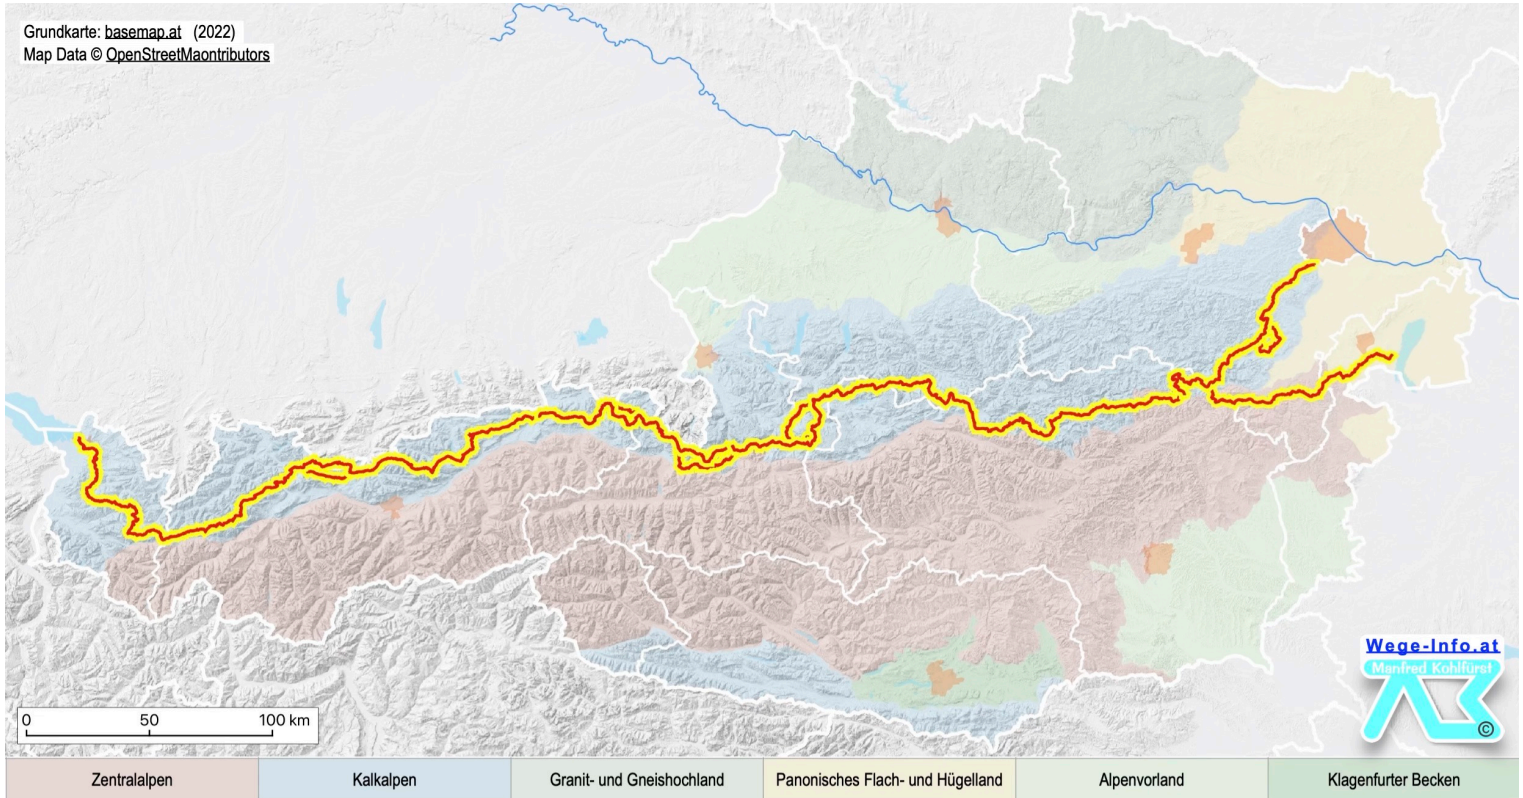 Grundkarte: basemap.at (2022)
Map Data © OpenStreetMaontributors
Wege-Info.at
Manfred Kohlfürst
©
0 50 100 km
Zentralalpen Kalkalpen Granit- und Gneishochland Panonisches Flach- und Hügelland Alpenvorland Klagenfurter Becken